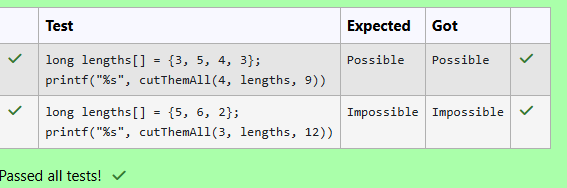 Test Expected Got
long lengths[] = {3, 5, 4, 3}; Possible Possible
printf("%s", cutThemAll(4, lengths, 9))
long lengths[] = {5, 6, 2}; Impossible Impossible
printf("%s", cutThemAll(3, lengths, 12))
Passed all tests!